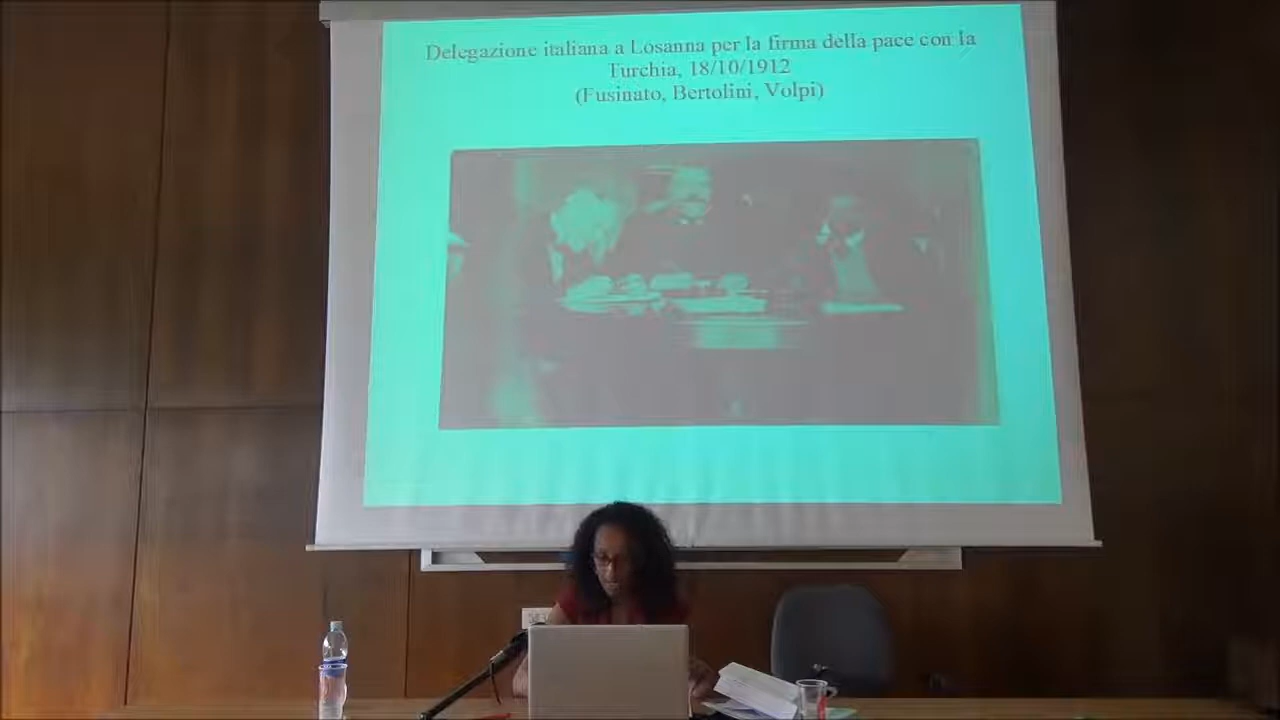 Delegazione italiana a Losanna per la firma della pace con la
Turchia, 18/10/1912
(Fusinato, Bertolini, Volpi)